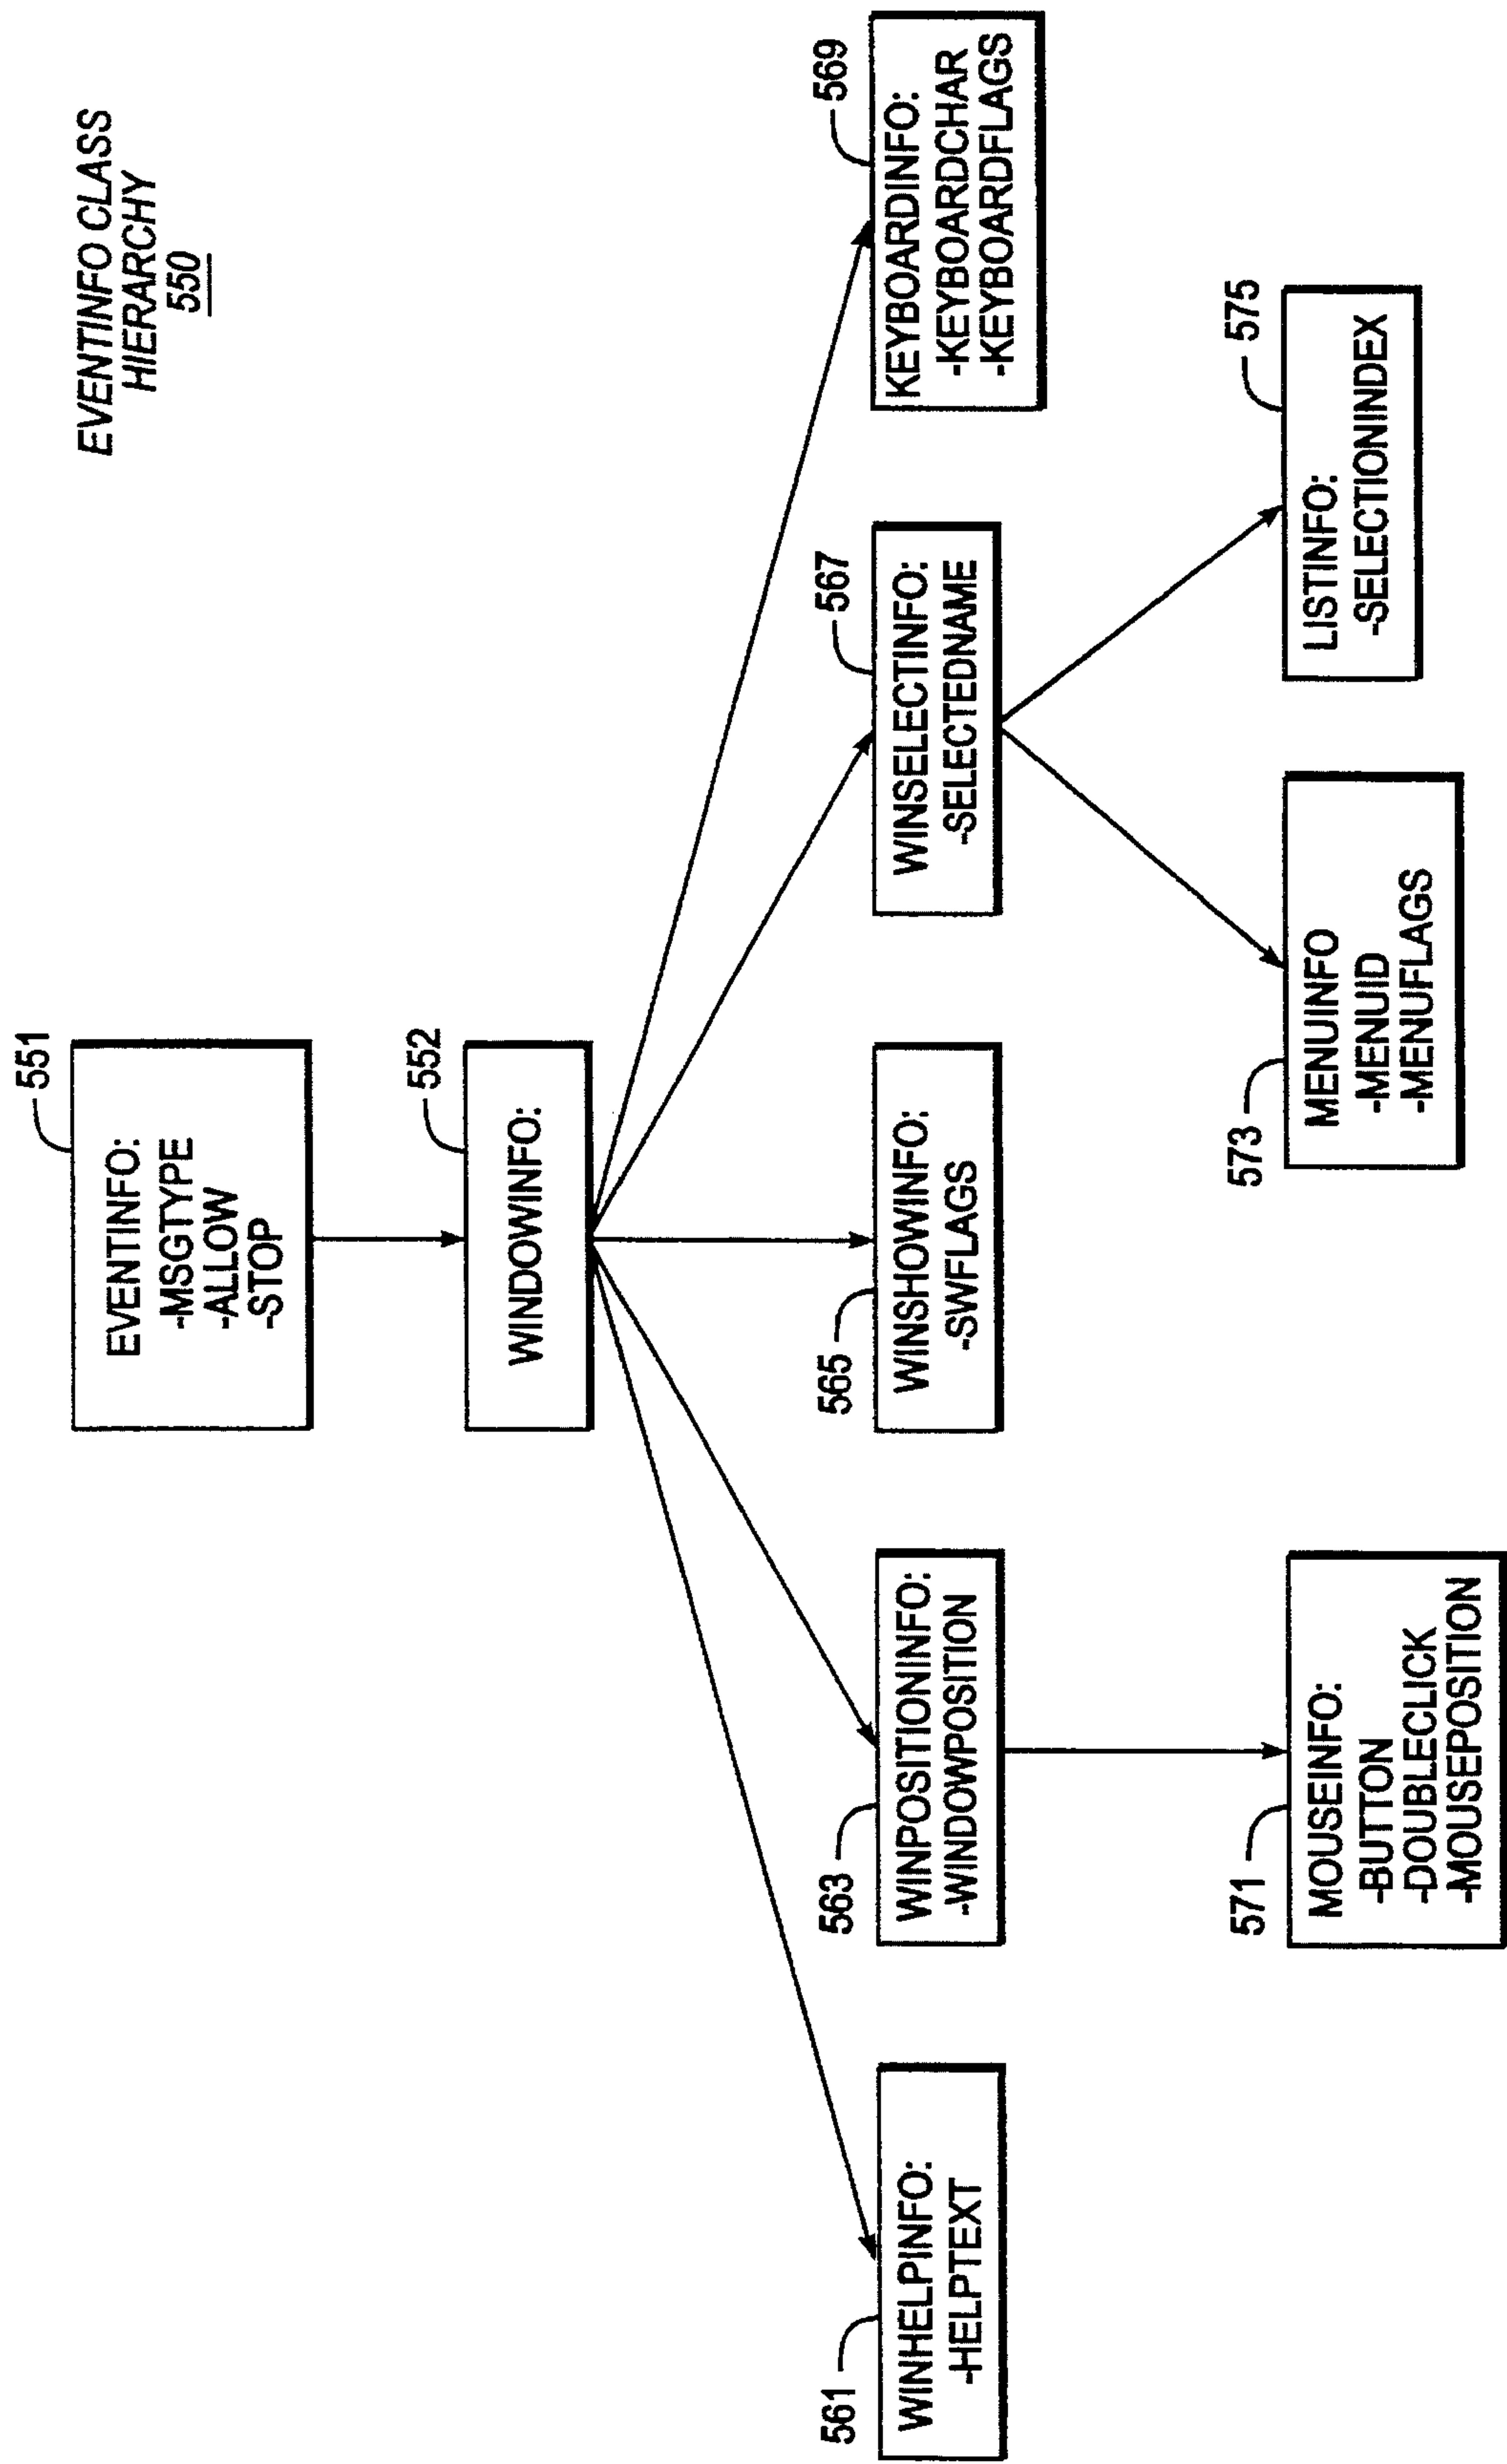 EVENTINFO CLASS
HIERARCHY
550
551
EVENTINFO:
-MSGTYPE
-ALLOW
-STOP
552
WINDOWINFO:
561
WINHELPINFO:
-HELPTEXT
563
WINPOSITIONINFO:
-WINDOWPOSITION
565
WINSHOWINFO:
-SWFLAGS
567
WINSELECTINFO:
-SELECTEDNAME
569
KEYBOARDINFO:
-KEYBOARDCHAR
-KEYBOARDFLAGS
571
MOUSEINFO:
-BUTTON
-DOUBLECLICK
-MOUSEPOSITION
573
MENUINFO
-MENUID
-MENUFLAGS
575
LISTINFO:
-SELECTIONINDEX